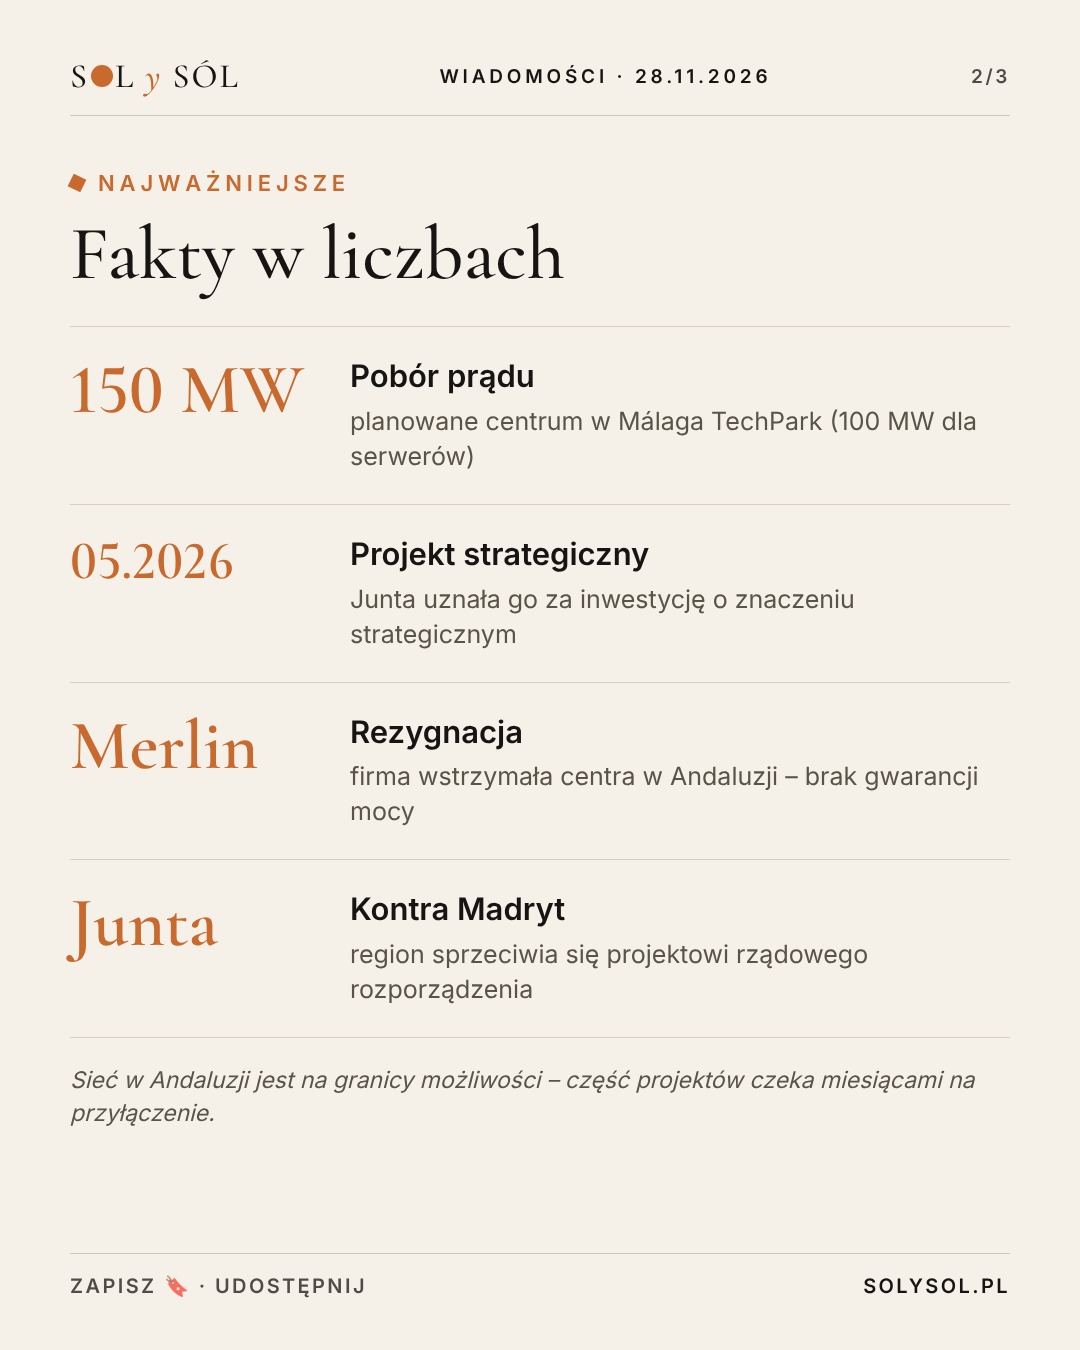 SOL y SÓL
WIADOMOŚCI · 28.11.2026
2/3
NAJWAŻNIEJSZE
Fakty w liczbach
150 MW
Pobór prądu
planowane centrum w Málaga TechPark (100 MW dla
serwerów)
05.2026
Projekt strategiczny
Junta uznała go za inwestycję o znaczeniu
strategicznym
Merlin
Rezygnacja
firma wstrzymała centra w Andaluzji – brak gwarancji
mocy
Junta
Kontra Madryt
region sprzeciwia się projektowi rządowego
rozporządzenia
Sieć w Andaluzji jest na granicy możliwości – część projektów czeka miesiącami na
przyłączenie.
ZAPISZ 🔖 · UDOSTĘPNIJ
SOLYSOL.PL